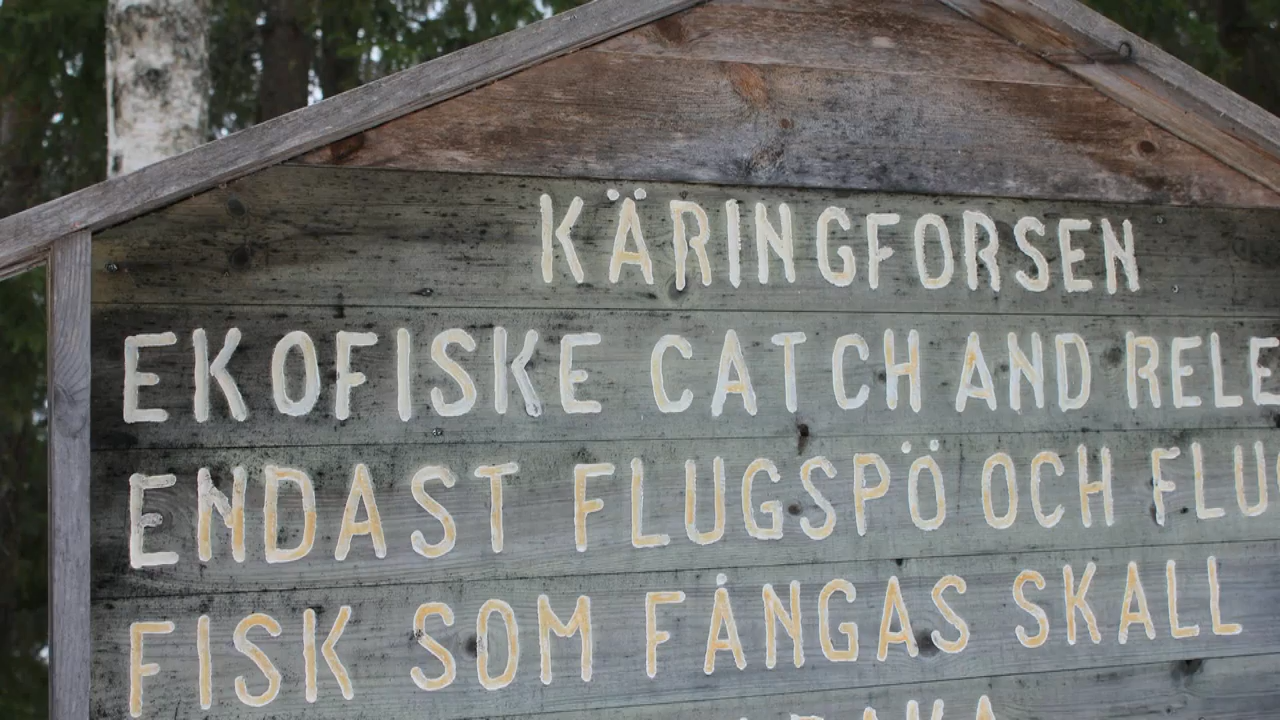 KÄRINGFORSEN
EKOFISKE CATCH AND RELE
ENDAST FLUGSPÖ OCH FLU
FISK SOM FÅNGAS SKALL